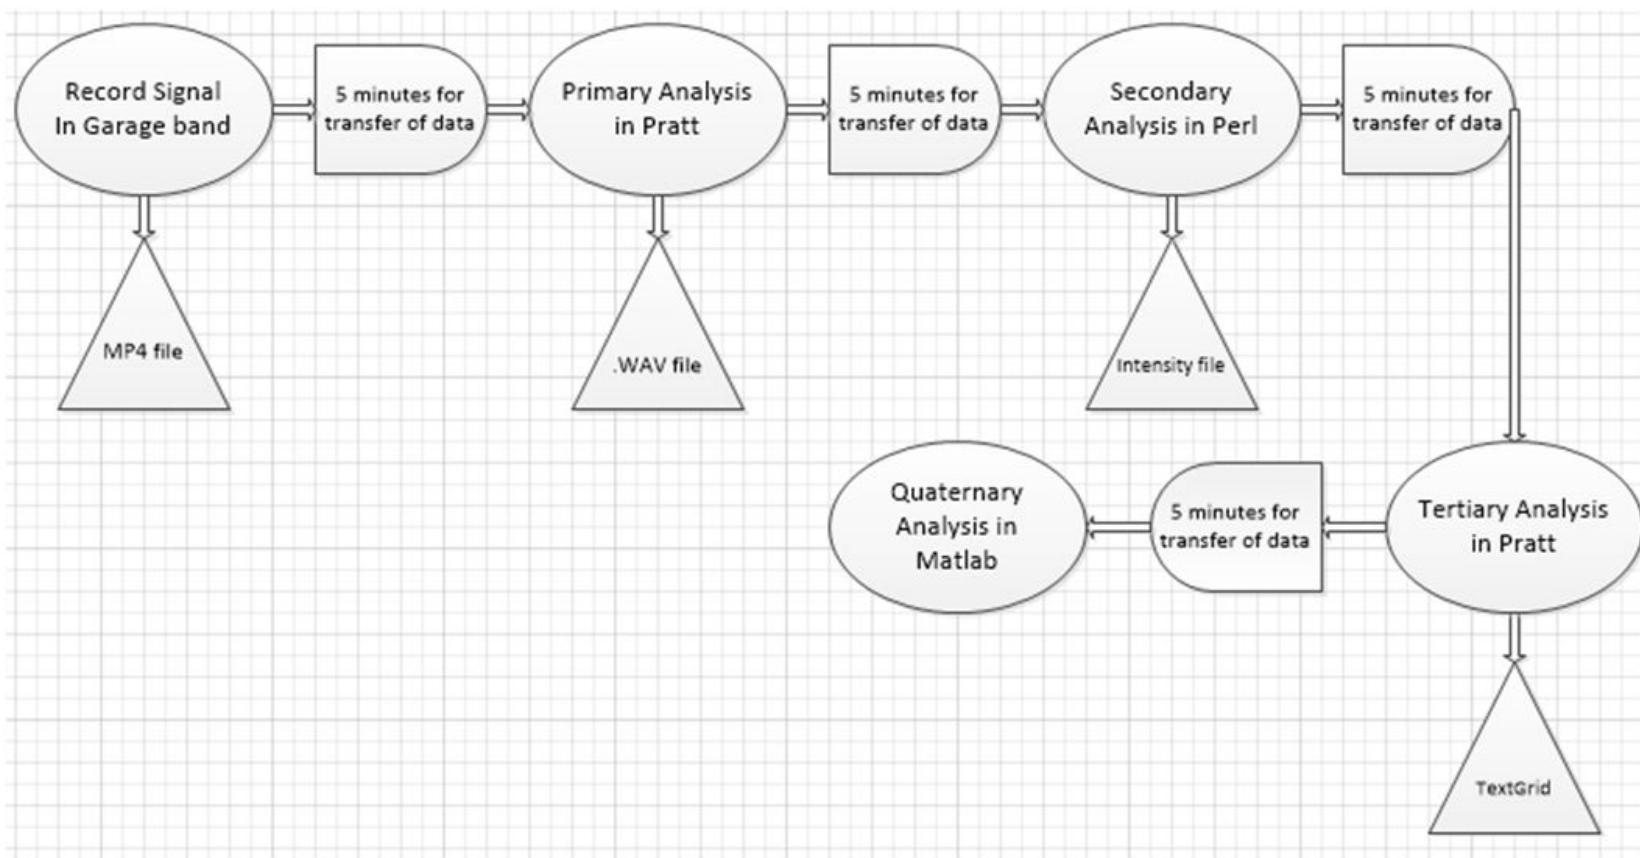 Record Signal
In Garage band
5 minutes for
transfer of data
Primary Analysis
in Pratt
5 minutes for
transfer of data
Secondary
Analysis in Perl
5 minutes for
transfer of data
MP4 file
.WAV file
Intensity file
Quaternary
Analysis in
Matlab
5 minutes for
transfer of data
Tertiary Analysis
in Pratt
TextGrid